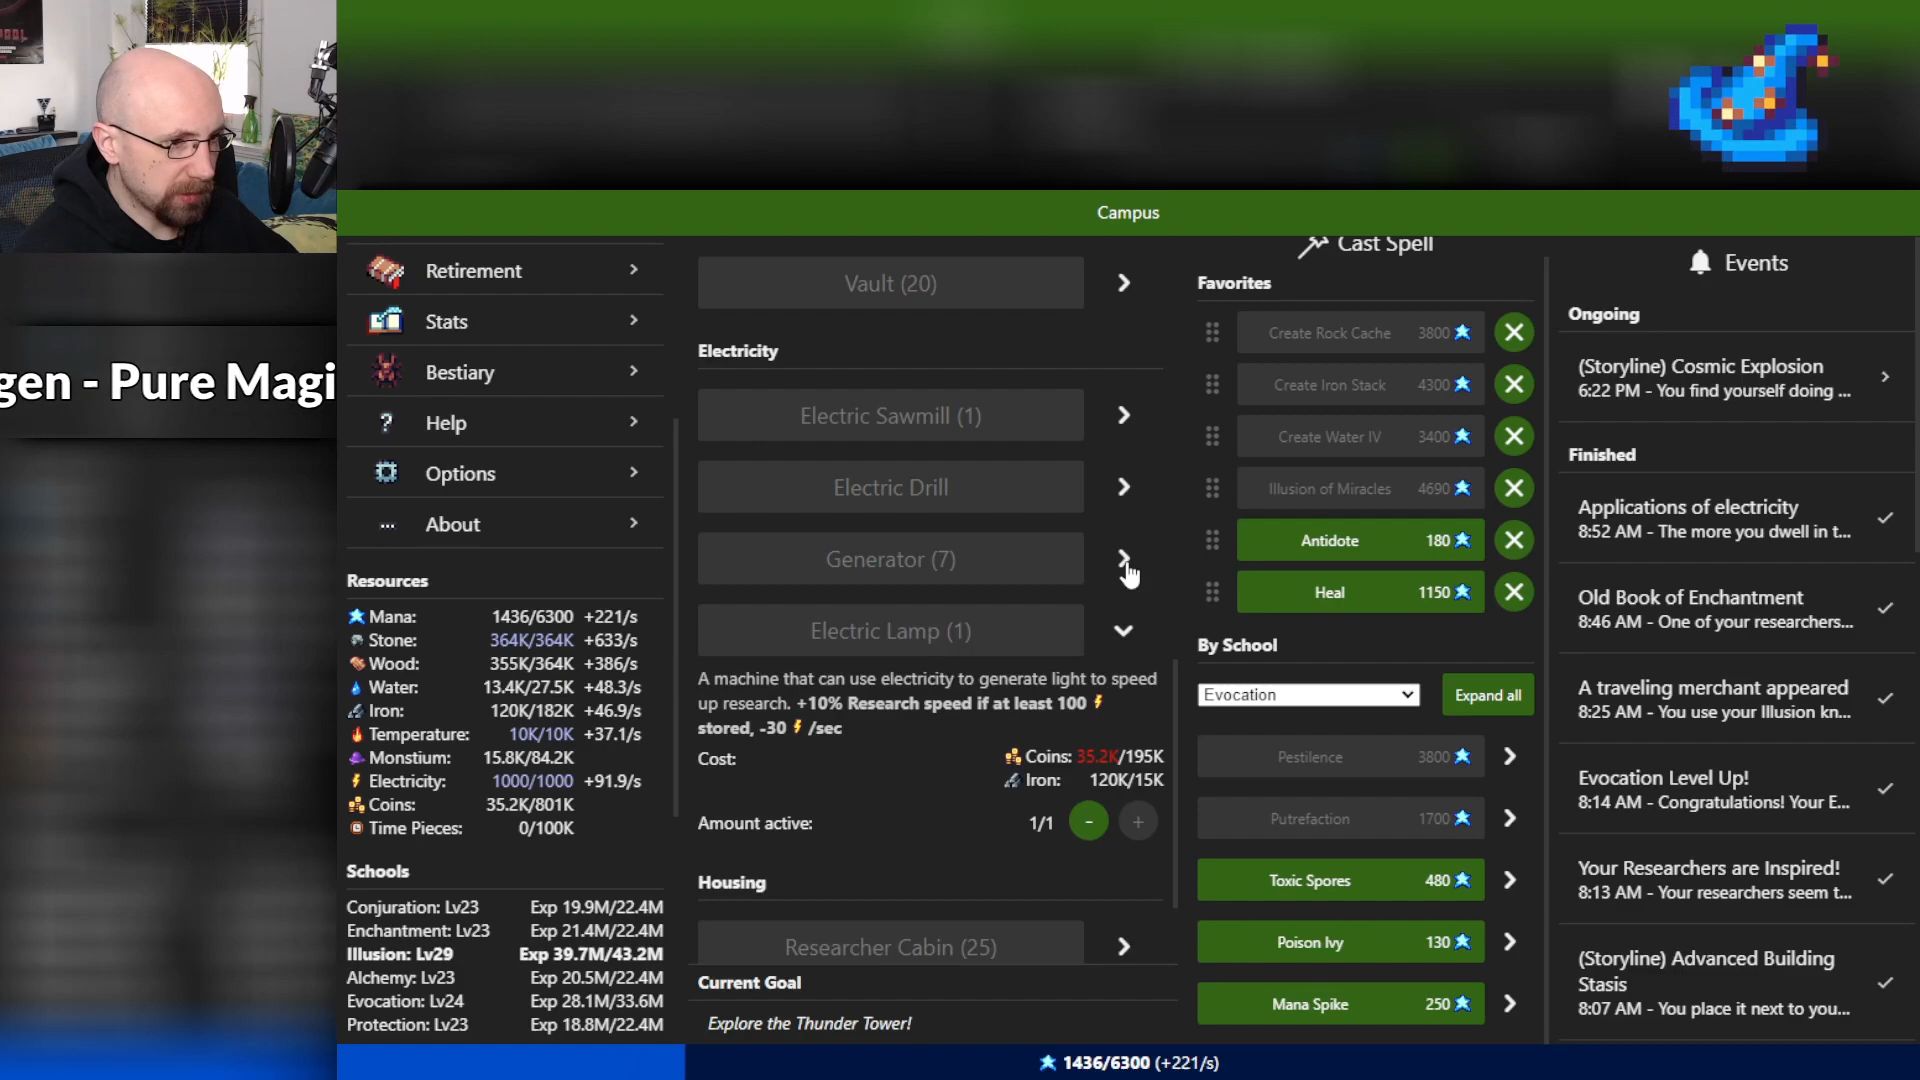 gen - Pure Magi
Campus
Retirement
Stats
Bestiary
Help
Options
About
Resources
Mana: 1436/6300 +221/s
Stone: 364K/364K +633/s
Wood: 355K/364K +386/s
Water: 13.4K/27.5K +48.3/s
Iron: 120K/182K +46.9/s
Temperature: 10K/10K +37.1/s
Monstium: 15.8K/84.2K
Electricity: 1000/1000 +91.9/s
Coins: 35.2K/801K
Time Pieces: 0/100K
Schools
Conjuration: Lv23 Exp 19.9M/22.4M
Enchantment: Lv23 Exp 21.4M/22.4M
Illusion: Lv29 Exp 39.7M/43.2M
Alchemy: Lv23 Exp 20.5M/22.4M
Evocation: Lv24 Exp 28.1M/33.6M
Protection: Lv23 Exp 18.8M/22.4M
Vault (20)
Electricity
Electric Sawmill (1)
Electric Drill
Generator (7)
Electric Lamp (1)
A machine that can use electricity to generate light to speed
up research. +10% Research speed if at least 100
stored, -30 /sec
Cost: Coins: 35.2K/195K
Iron: 120K/15K
Amount active: 1/1 - +
Housing
Researcher Cabin (25)
Current Goal
Explore the Thunder Tower!
Cast Spell
Favorites
Create Rock Cache 3800
Create Iron Stack 4300
Create Water IV 3400
Illusion of Miracles 4690
Antidote 180
Heal 1150
By School
Evocation Expand all
Pestilence 3800
Putrefaction 1700
Toxic Spores 480
Poison Ivy 130
Mana Spike 250
Events
Ongoing
(Storyline) Cosmic Explosion
6:22 PM - You find yourself doing ...
Finished
Applications of electricity
8:52 AM - The more you dwell in t...
Old Book of Enchantment
8:46 AM - One of your researchers...
A traveling merchant appeared
8:25 AM - You use your Illusion kn...
Evocation Level Up!
8:14 AM - Congratulations! Your E...
Your Researchers are Inspired!
8:13 AM - Your researchers seem t...
(Storyline) Advanced Building
Stasis
8:07 AM - You place it next to you...
1436/6300 (+221/s)